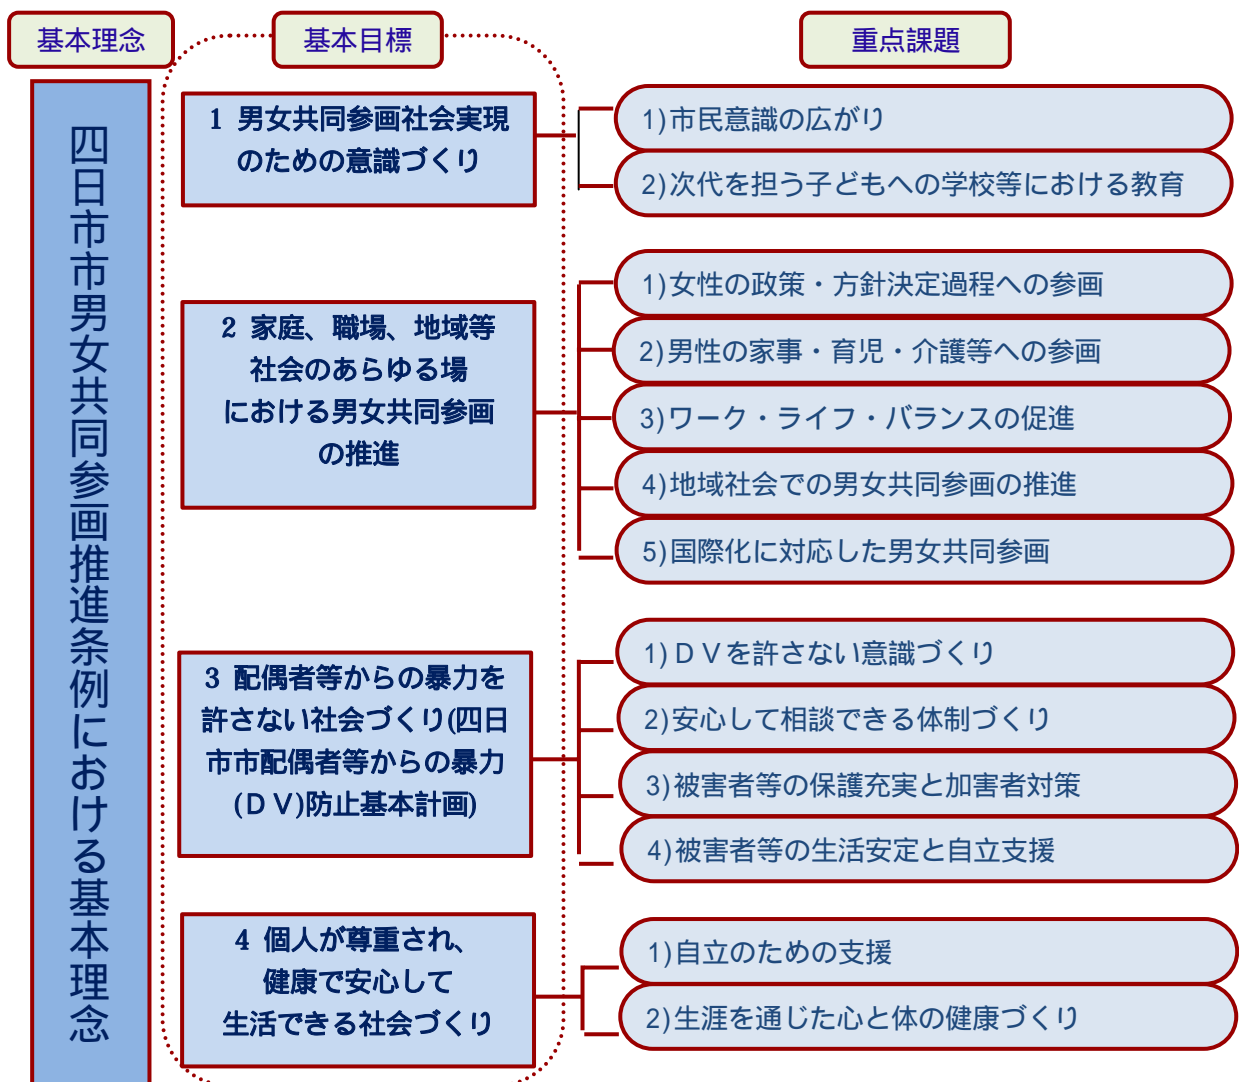 基本理念
基本目標
重点課題
四日市市男女共同参画推進条例における基本理念
1 男女共同参画社会実現
のための意識づくり
1)市民意識の広がり
2)次代を担う子どもへの学校等における教育
2 家庭、職場、地域等
社会のあらゆる場
における男女共同参画
の推進
1)女性の政策・方針決定過程への参画
2)男性の家事・育児・介護等への参画
3)ワーク・ライフ・バランスの促進
4)地域社会での男女共同参画の推進
5)国際化に対応した男女共同参画
3 配偶者等からの暴力を
許さない社会づくり(四日
市市配偶者等からの暴力
(ＤＶ)防止基本計画)
1)ＤＶを許さない意識づくり
2)安心して相談できる体制づくり
3)被害者等の保護充実と加害者対策
4)被害者等の生活安定と自立支援
4 個人が尊重され、
健康で安心して
生活できる社会づくり
1)自立のための支援
2)生涯を通じた心と体の健康づくり